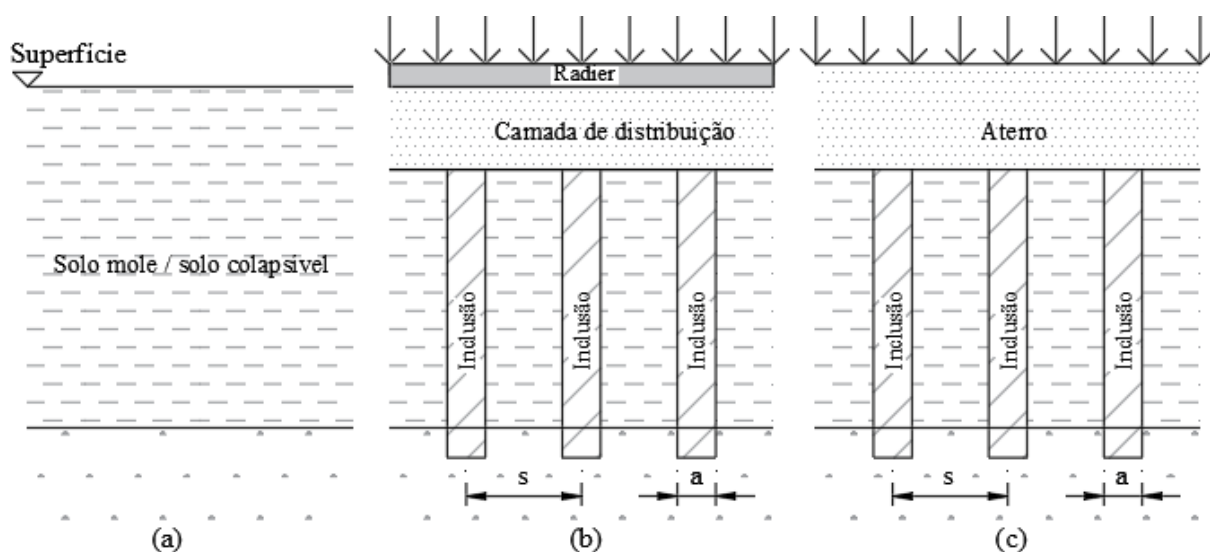 Superfície
Solo mole / solo colapsível
(a)
Radier
Camada de distribuição
Inclusão
Inclusão
Inclusão
s
a
(b)
Aterro
Inclusão
Inclusão
Inclusão
s
a
(c)